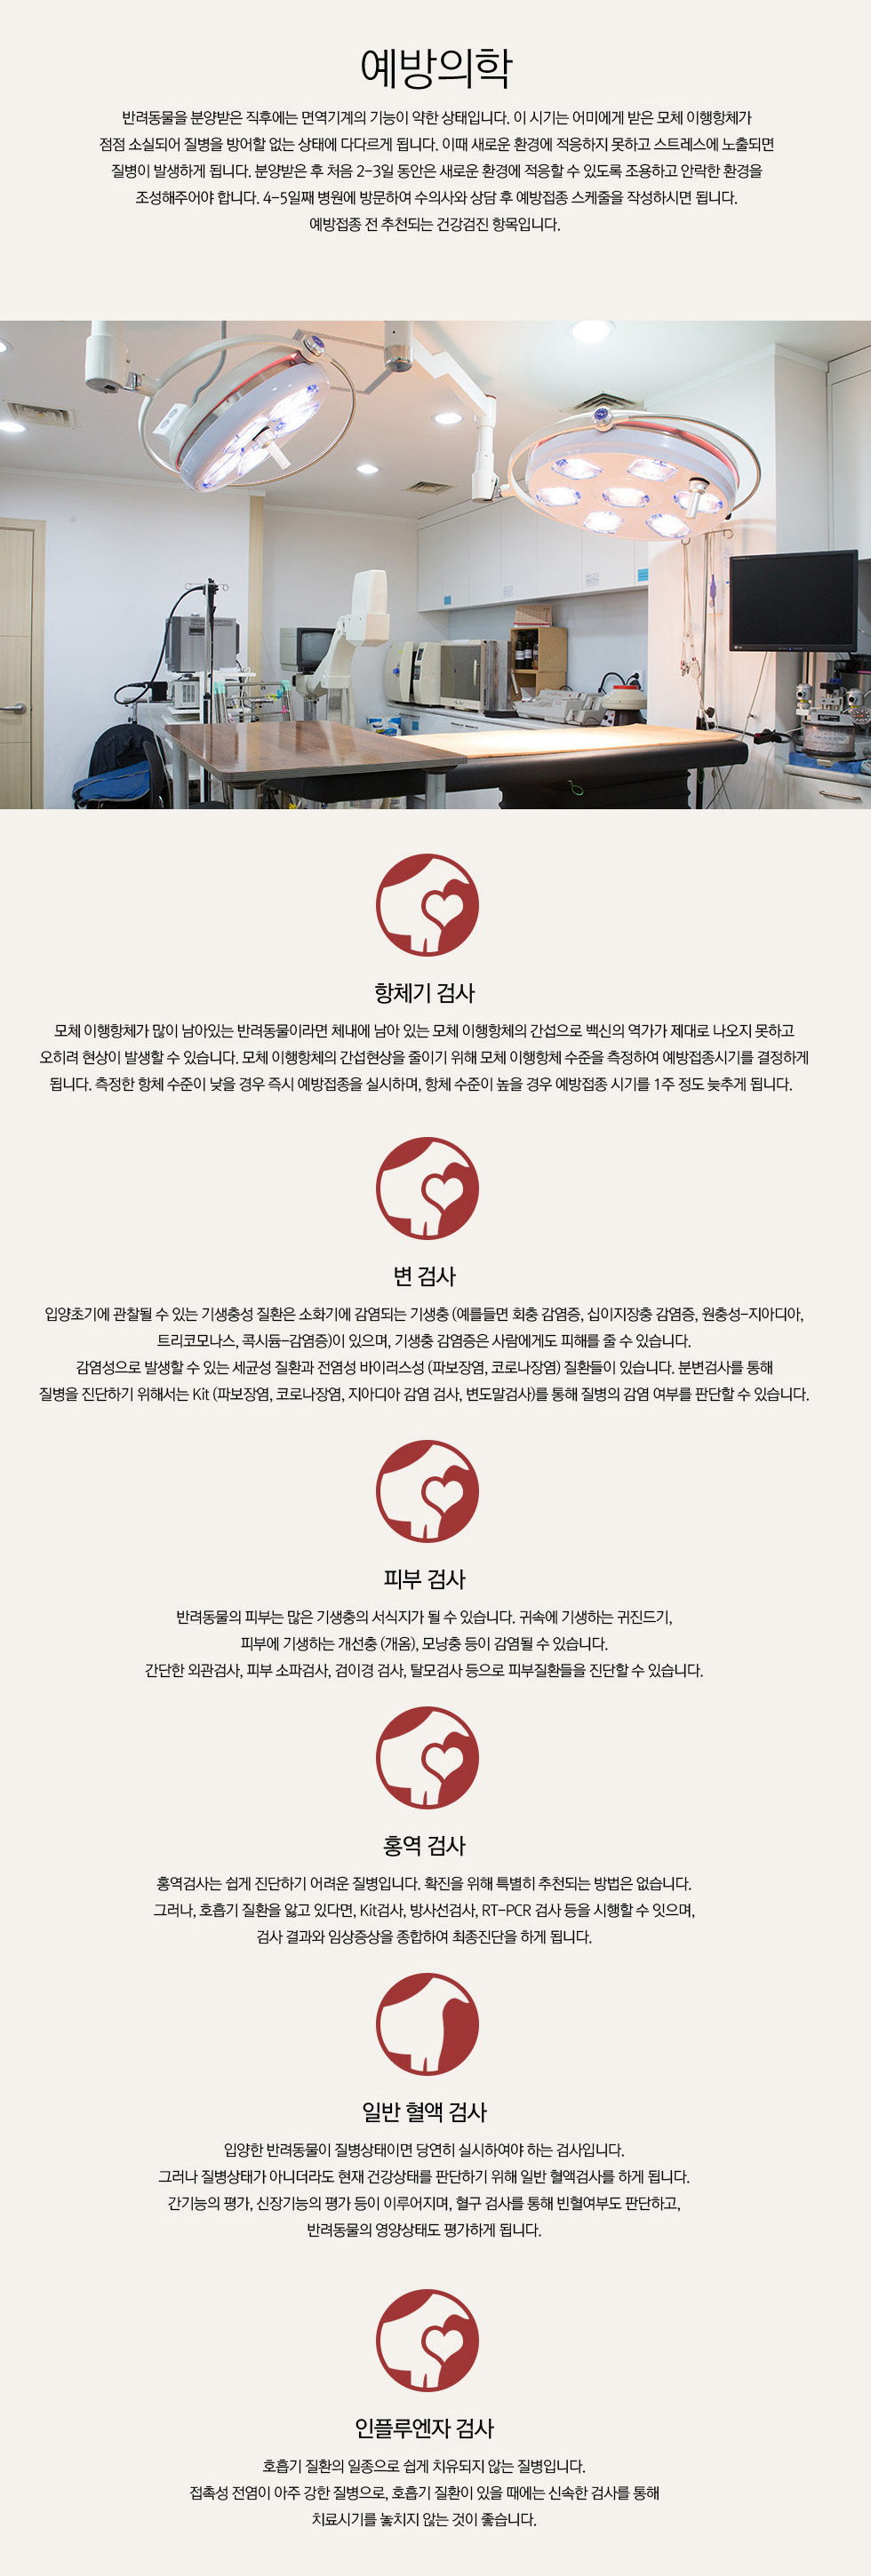 예방의학
반려동물을 분양받은 직후에는 면역기계의 기능이 약한 상태입니다. 이 시기는 어미에게 받은 모체 이행항체가
점점 소실되어 질병을 방어할 없는 상태에 다다르게 됩니다. 이때 새로운 환경에 적응하지 못하고 스트레스에 노출되면
질병이 발생하게 됩니다. 분양받은 후 처음 2-3일 동안은 새로운 환경에 적응할 수 있도록 조용하고 안락한 환경을
조성해주어야 합니다. 4-5일째 병원에 방문하여 수의사와 상담 후 예방접종 스케줄을 작성하시면 됩니다.
예방접종 전 추천되는 건강검진 항목입니다.
항체기 검사
모체 이행항체가 많이 남아있는 반려동물이라면 체내에 남아 있는 모체 이행항체의 간섭으로 백신의 역가가 제대로 나오지 못하고
오히려 현상이 발생할 수 있습니다. 모체 이행항체의 간섭현상을 줄이기 위해 모체 이행항체 수준을 측정하여 예방접종시기를 결정하게
됩니다. 측정한 항체 수준이 낮을 경우 즉시 예방접종을 실시하며, 항체 수준이 높을 경우 예방접종 시기를 1주 정도 늦추게 됩니다.
변 검사
입양초기에 관찰될 수 있는 기생충성 질환은 소화기에 감염되는 기생충 (예를들면 회충 감염증, 십이지장충 감염증, 원충성-지아디아,
트리코모나스, 콕시듐-감염증)이 있으며, 기생충 감염증은 사람에게도 피해를 줄 수 있습니다.
감염성으로 발생할 수 있는 세균성 질환과 전염성 바이러스성 (파보장염, 코로나장염) 질환들이 있습니다. 분변검사를 통해
질병을 진단하기 위해서는 Kit (파보장염, 코로나장염, 지아디아 감염 검사, 변도말검사)를 통해 질병의 감염 여부를 판단할 수 있습니다.
피부 검사
반려동물의 피부는 많은 기생충의 서식지가 될 수 있습니다. 귀속에 기생하는 귀진드기,
피부에 기생하는 개선충 (개옴), 모낭충 등이 감염될 수 있습니다.
간단한 외관검사, 피부 소파검사, 검이경 검사, 탈모검사 등으로 피부질환들을 진단할 수 있습니다.
홍역 검사
홍역검사는 쉽게 진단하기 어려운 질병입니다. 확진을 위해 특별히 추천되는 방법은 없습니다.
그러나, 호흡기 질환을 앓고 있다면, Kit검사, 방사선검사, RT-PCR 검사 등을 시행할 수 잇으며,
검사 결과와 임상증상을 종합하여 최종진단을 하게 됩니다.
일반 혈액 검사
입양한 반려동물이 질병상태이면 당연히 실시하여야 하는 검사입니다.
그러나 질병상태가 아니더라도 현재 건강상태를 판단하기 위해 일반 혈액검사를 하게 됩니다.
간기능의 평가, 신장기능의 평가 등이 이루어지며, 혈구 검사를 통해 빈혈여부도 판단하고,
반려동물의 영양상태도 평가하게 됩니다.
인플루엔자 검사
호흡기 질환의 일종으로 쉽게 치유되지 않는 질병입니다.
접촉성 전염이 아주 강한 질병으로, 호흡기 질환이 있을 때에는 신속한 검사를 통해
치료시기를 놓치지 않는 것이 좋습니다.